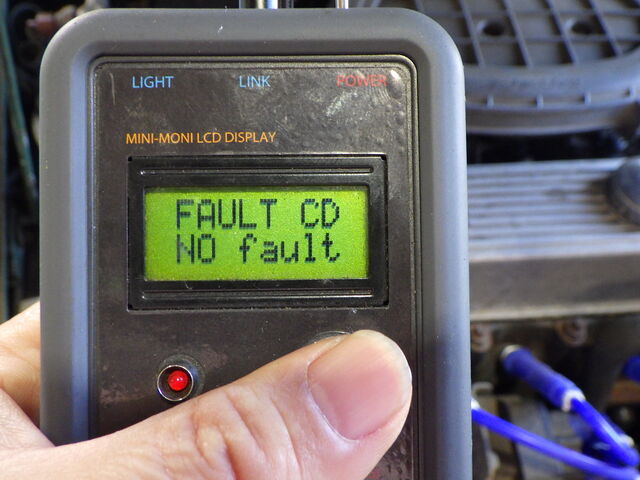 LIGHT LINK POWER
MINI-MONI LCD DISPLAY
FAULT CD
NO fault